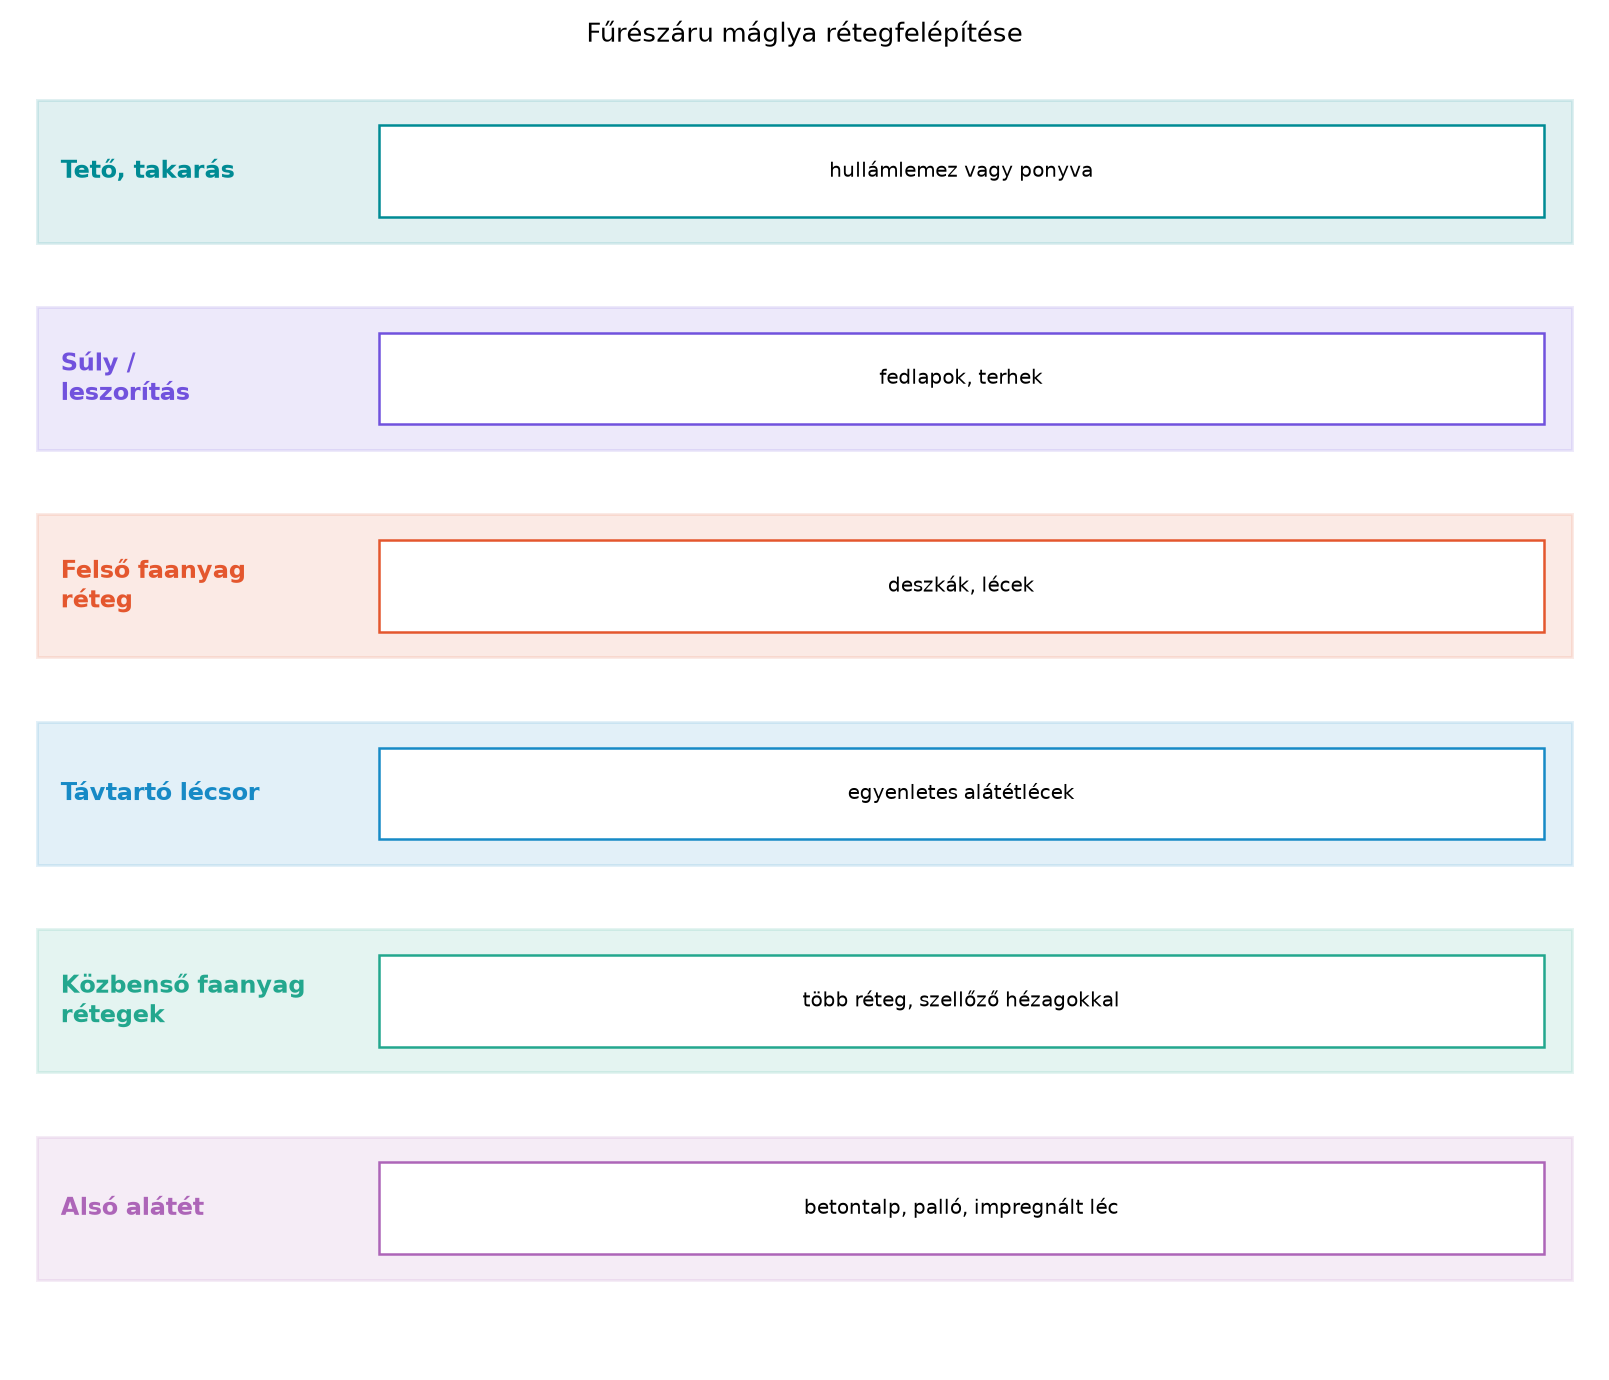 Fűrészáru máglya rétegfelépítése
Tető, takarás
hullámlemez vagy ponyva
Súly /
leszorítás
fedlapok, terhek
Felső faanyag
réteg
deszkák, lécek
Távtartó lécsor
egyenletes alátétlécek
Közbenső faanyag
rétegek
több réteg, szellőző hézagokkal
Alsó alátét
betontalp, palló, impregnált léc